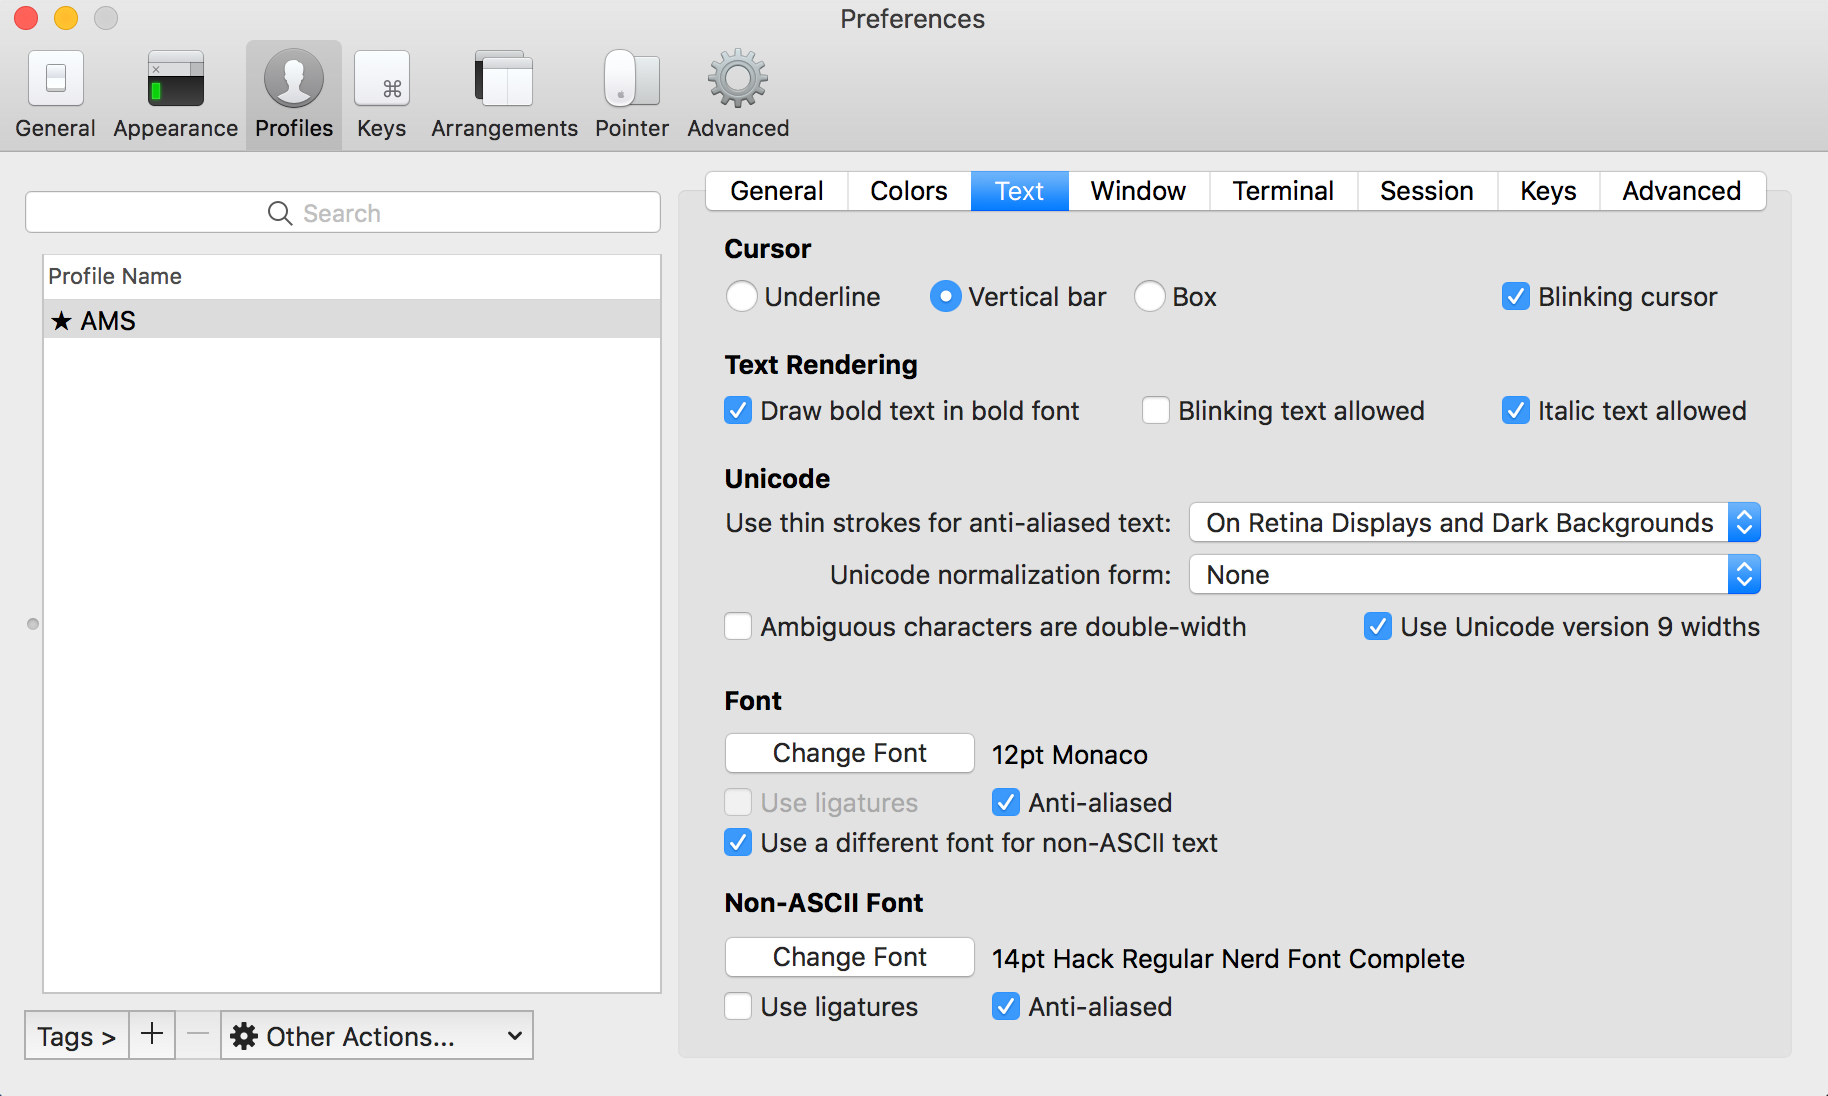 Preferences
General Appearance Profiles Keys Arrangements Pointer Advanced
Search
Profile Name
★ AMS
Tags > + − Other Actions...
General Colors Text Window Terminal Session Keys Advanced
Cursor
Underline Vertical bar Box Blinking cursor
Text Rendering
Draw bold text in bold font Blinking text allowed Italic text allowed
Unicode
Use thin strokes for anti-aliased text: On Retina Displays and Dark Backgrounds
Unicode normalization form: None
Ambiguous characters are double-width Use Unicode version 9 widths
Font
Change Font 12pt Monaco
Use ligatures Anti-aliased
Use a different font for non-ASCII text
Non-ASCII Font
Change Font 14pt Hack Regular Nerd Font Complete
Use ligatures Anti-aliased